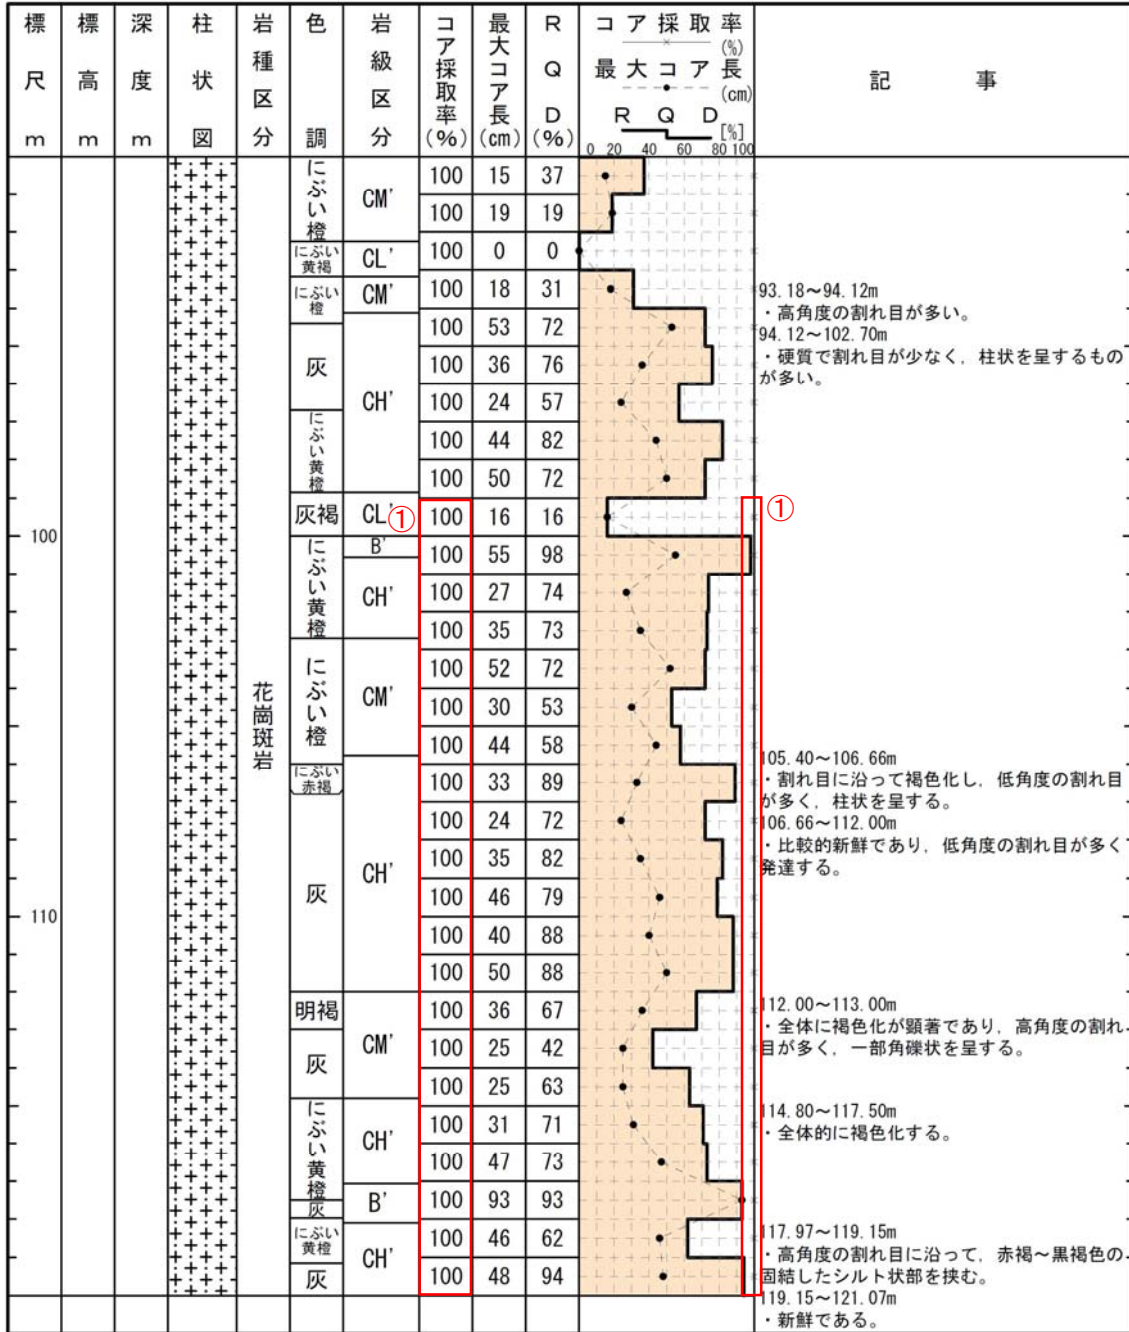 標尺m
標高m
深度m
柱状図
岩種区分
色調
岩級区分
コア採取率(%)
最大コア長(cm)
RQD(%)
コア採取率(%)
最大コア長(cm)
RQD[%]
0 20 40 60 80 100
記事
にぶい橙
CM'
100 15 37
100 19 19
にぶい黄褐
CL'
100 0 0
にぶい橙
CM'
100 18 31
93.18～94.12m
・高角度の割れ目が多い。
灰
CH'
100 53 72
94.12～102.70m
・硬質で割れ目が少なく，柱状を呈するもの
が多い。
100 36 76
100 24 57
にぶい黄橙
100 44 82
100 50 72
灰褐
CL'
①
100 16 16
①
100
にぶい黄橙
B'
100 55 98
CH'
100 27 74
100 35 73
花崗斑岩
にぶい橙
CM'
100 52 72
100 30 53
100 44 58
105.40～106.66m
・割れ目に沿って褐色化し，低角度の割れ目
が多く，柱状を呈する。
にぶい赤褐
CH'
100 33 89
100 24 72
106.66～112.00m
・比較的新鮮であり，低角度の割れ目が多く
発達する。
灰
100 35 82
100 46 79
110
100 40 88
100 50 88
明褐
CM'
100 36 67
112.00～113.00m
・全体に褐色化が顕著であり，高角度の割れ
目が多く，一部角礫状を呈する。
灰
100 25 42
100 25 63
にぶい黄橙
CH'
100 31 71
114.80～117.50m
・全体的に褐色化する。
100 47 73
灰
B'
100 93 93
にぶい黄橙
CH'
100 46 62
117.97～119.15m
・高角度の割れ目に沿って，赤褐～黒褐色の
固結したシルト状部を挟む。
灰
100 48 94
119.15～121.07m
・新鮮である。